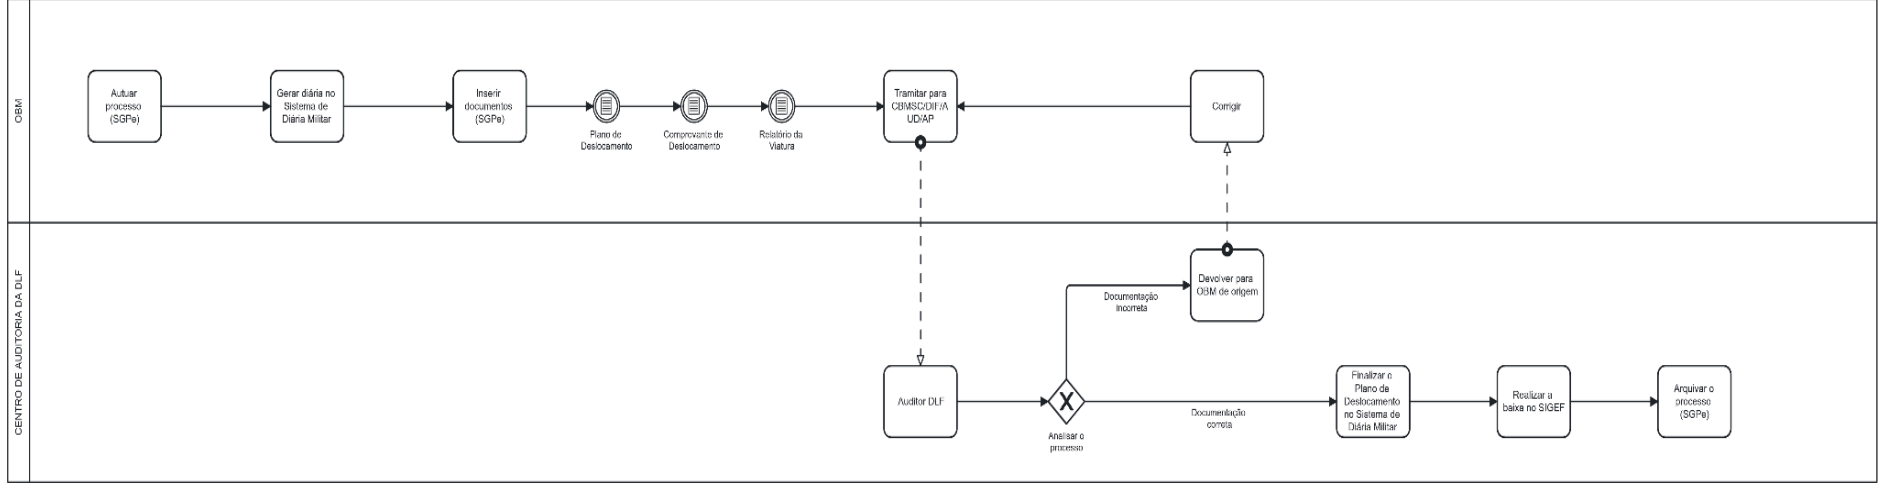 OBM
Autuar
processo
(SGPe)
Gerar diária no
Sistema de
Diária Militar
Inserir
documentos
(SGPe)
Plano de
Deslocamento
Comprovante de
Deslocamento
Relatório da
Viatura
Tramitar para
CBMSC/DIF/A
UD/AP
Corrigir
CENTRO DE AUDITORIA DA DLF
Devolver para
OBM de origem
Documentação
incorreta
Auditor DLF
Analisar o
processo
Documentação
correta
Finalizar o
Plano de
Deslocamento
no Sistema de
Diária Militar
Realizar a
baixa no SIGEF
Arquivar o
processo
(SGPe)